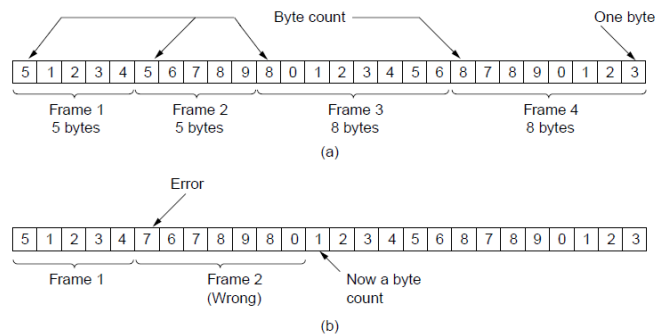 Byte count One byte
5 1 2 3 4 5 6 7 8 9 8 0 1 2 3 4 5 6 8 7 8 9 0 1 2 3
Frame 1 Frame 2 Frame 3 Frame 4
5 bytes 5 bytes 8 bytes 8 bytes
(a)
Error
5 1 2 3 4 7 6 7 8 9 8 0 1 2 3 4 5 6 8 7 8 9 0 1 2 3
Frame 1 Frame 2 Now a byte
(Wrong) count
(b)